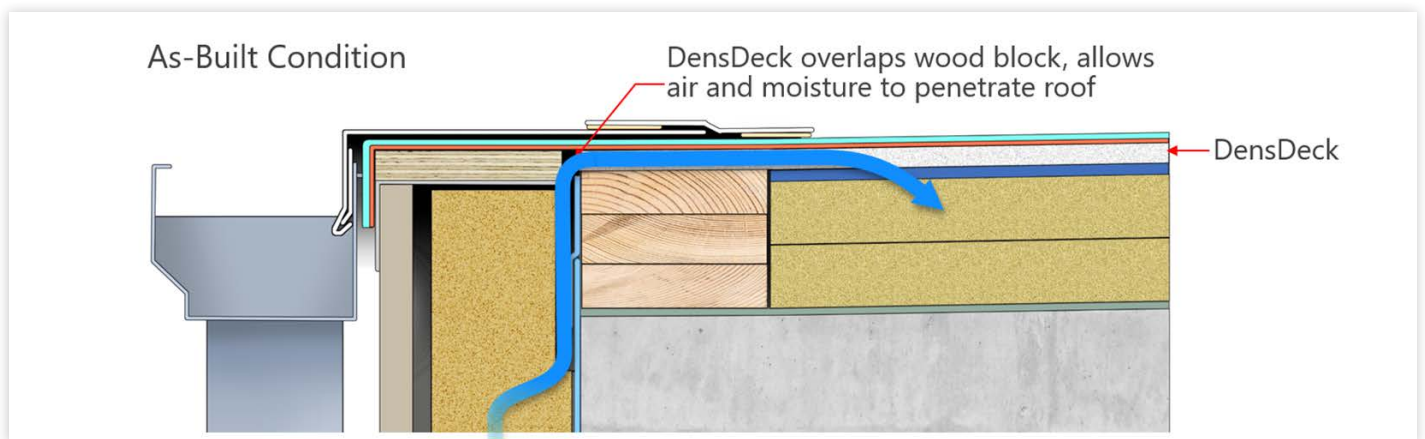 As-Built Condition
DensDeck overlaps wood block, allows
air and moisture to penetrate roof
DensDeck